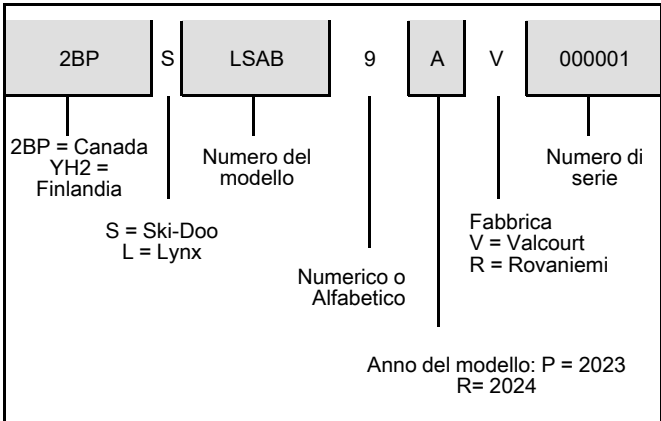 2BP S LSAB 9 A V 000001
2BP = Canada
YH2 =
Finlandia
Numero del
modello
Numero di
serie
S = Ski-Doo
L = Lynx
Fabbrica
V = Valcourt
R = Rovaniemi
Numerico o
Alfabetico
Anno del modello: P = 2023
R= 2024